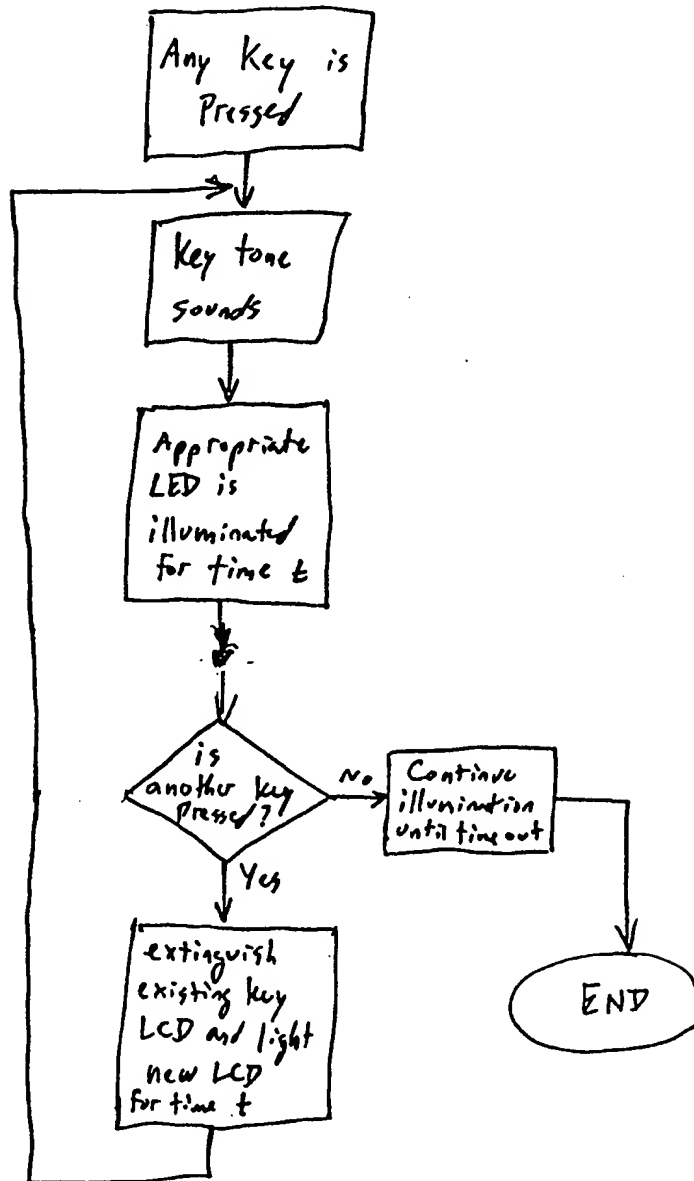 Any Key is
Pressed
Key tone
sounds
Appropriate
LED is
illuminated
for time t
is
another key
pressed?
No
Continue
illumination
until time out
Yes
extinguish
existing key
LCD and light
new LCD
for time t
END